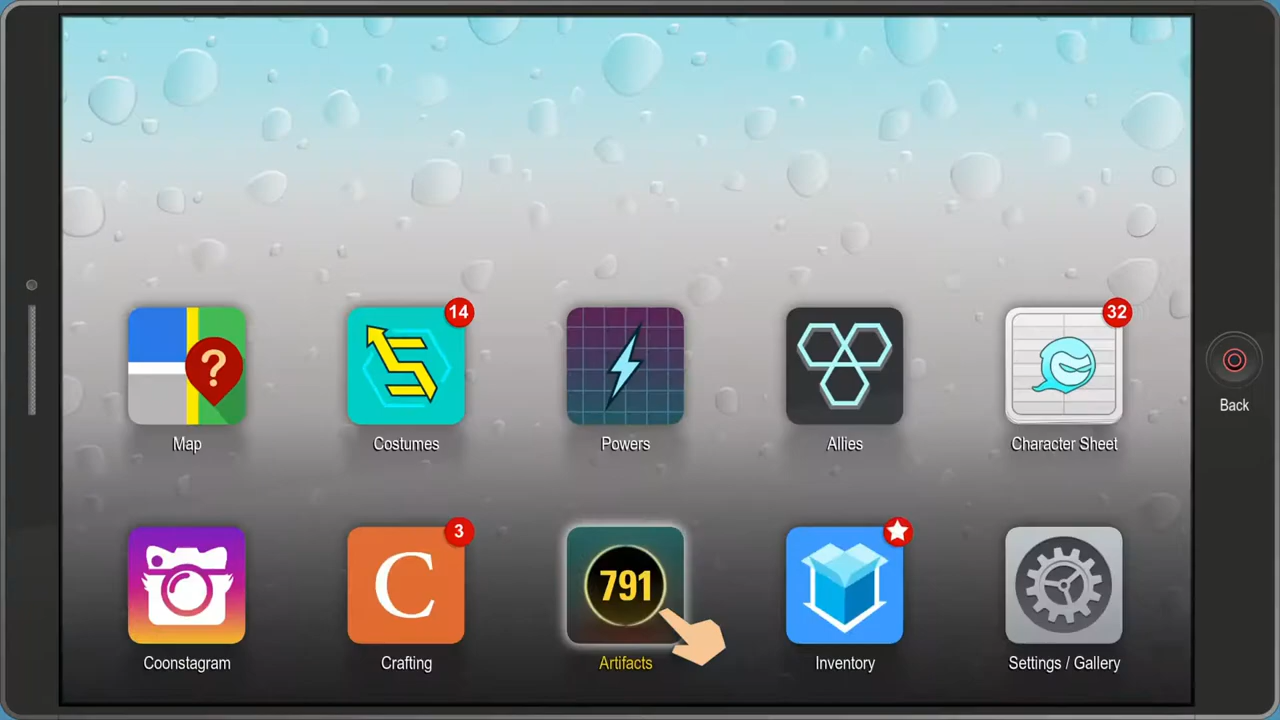 14
32
?
Map
Costumes
Powers
Allies
Character Sheet
Back
3
C
791
Coonstagram
Crafting
Artifacts
Inventory
Settings / Gallery